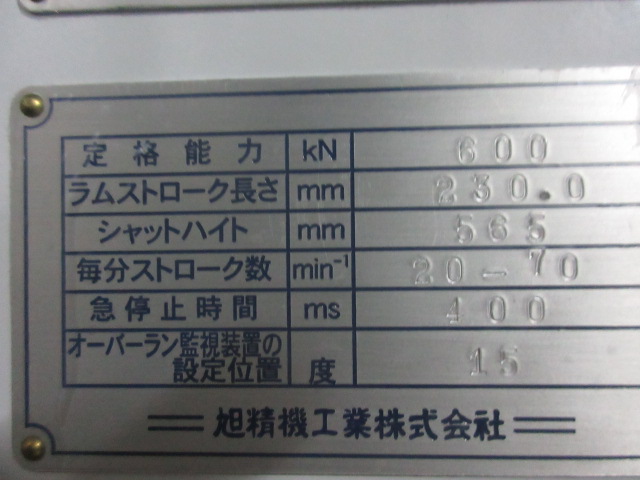 定格能力 kN 600
ラムストローク長さ mm 230.0
シャットハイト mm 565
毎分ストローク数 min-1 20-70
急停止時間 ms 400
オーバーラン監視装置の
設定位置 度 15
旭精機工業株式会社